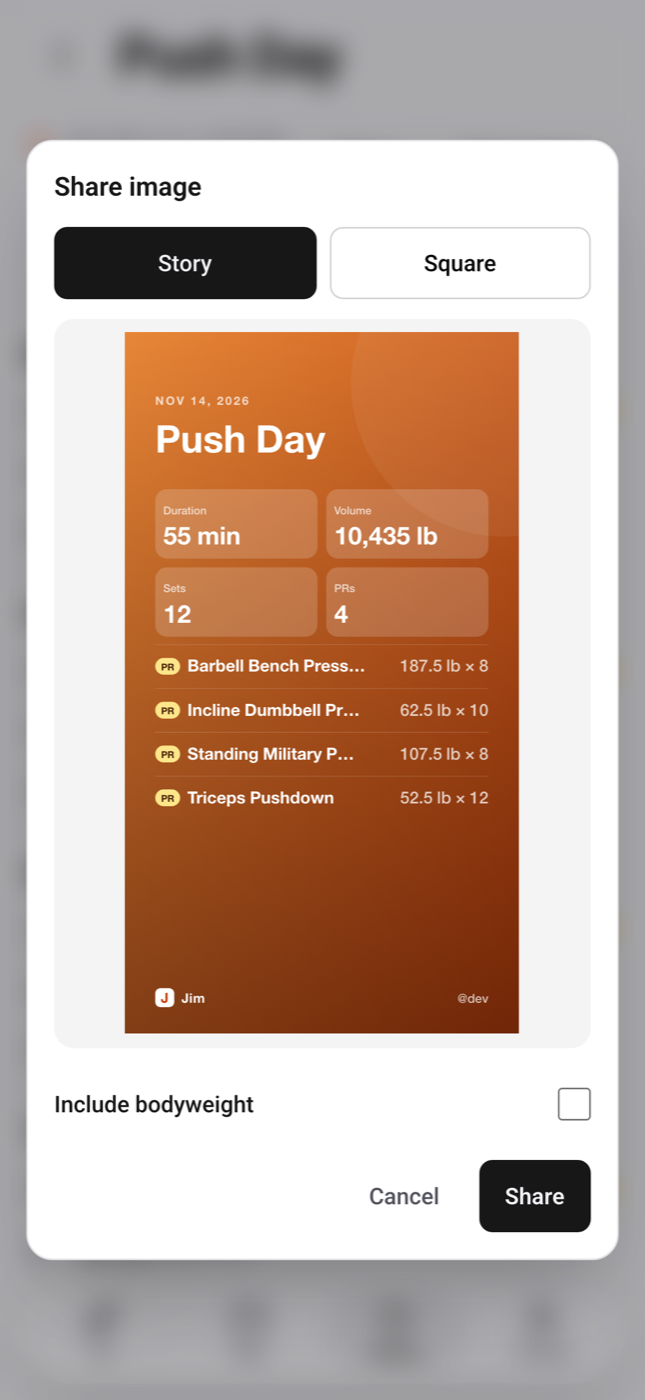 Push Day
Share image
Story
Square
NOV 14, 2026
Push Day
Duration
55 min
Volume
10,435 lb
Sets
12
PRs
4
PR Barbell Bench Press... 187.5 lb × 8
PR Incline Dumbbell Pr... 62.5 lb × 10
PR Standing Military P... 107.5 lb × 8
PR Triceps Pushdown 52.5 lb × 12
J Jim @dev
Include bodyweight
Cancel
Share